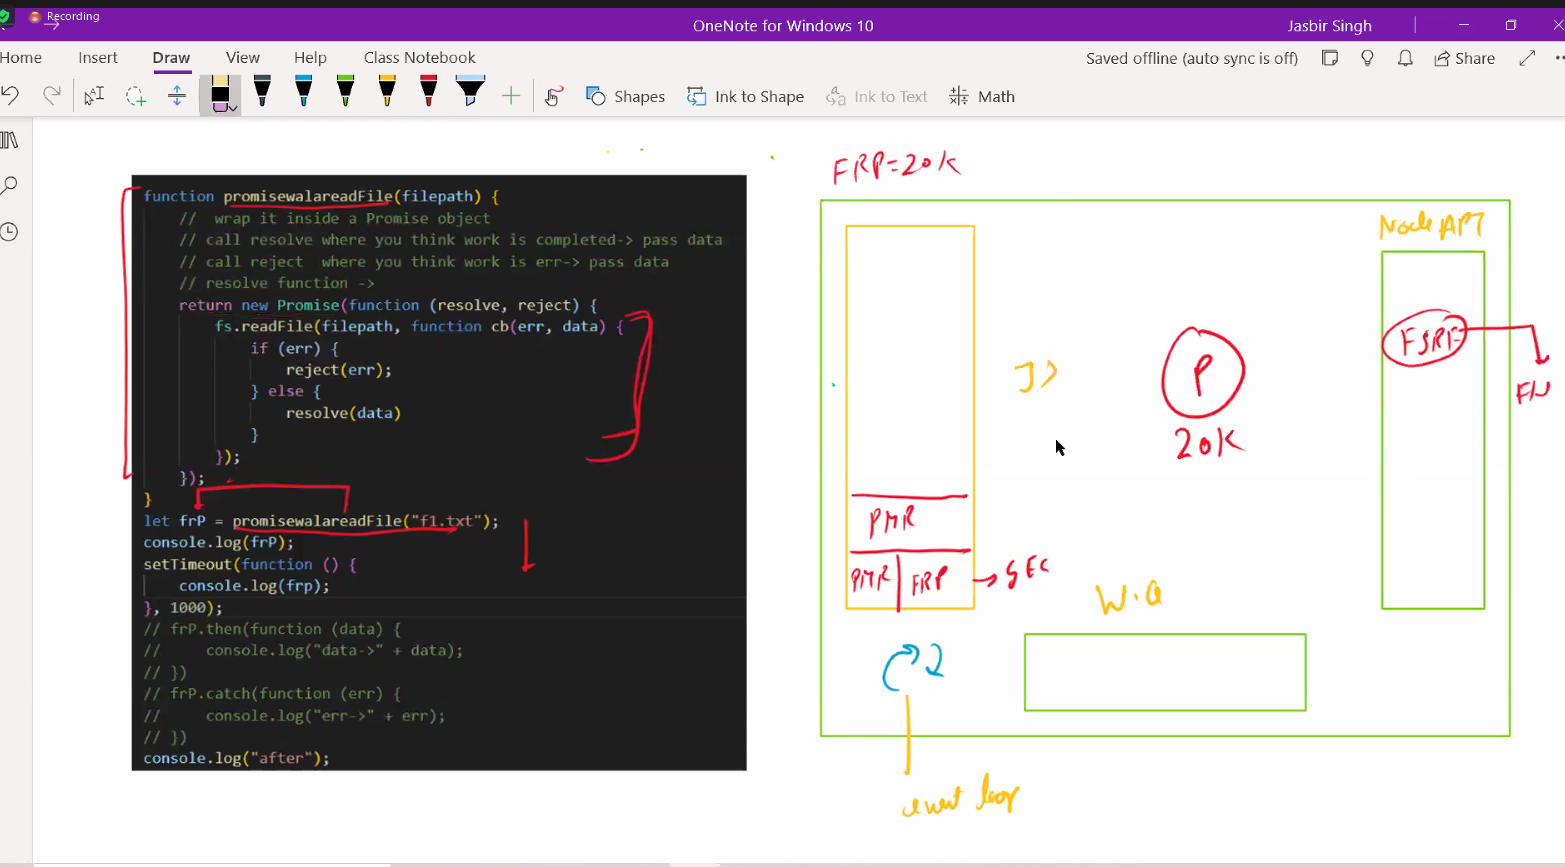 Recording
OneNote for Windows 10
Jasbir Singh
Home Insert Draw View Help Class Notebook
Saved offline (auto sync is off) Share
Shapes Ink to Shape Ink to Text Math
function promisewalareadFile(filepath) {
// wrap it inside a Promise object
// call resolve where you think work is completed-> pass data
// call reject where you think work is err-> pass data
// resolve function ->
return new Promise(function (resolve, reject) {
fs.readFile(filepath, function cb(err, data) {
if (err) {
reject(err);
} else {
resolve(data)
}
});
});
}
let frP = promisewalareadFile("f1.txt");
console.log(frP);
setTimeout(function () {
console.log(frp);
}, 1000);
// frP.then(function (data) {
// console.log("data->" + data);
// })
// frP.catch(function (err) {
// console.log("err->" + err);
// })
console.log("after");
FRP=20K
Node API
FSRF
P
20K
PMR
PMR FRP
W.Q
event loop